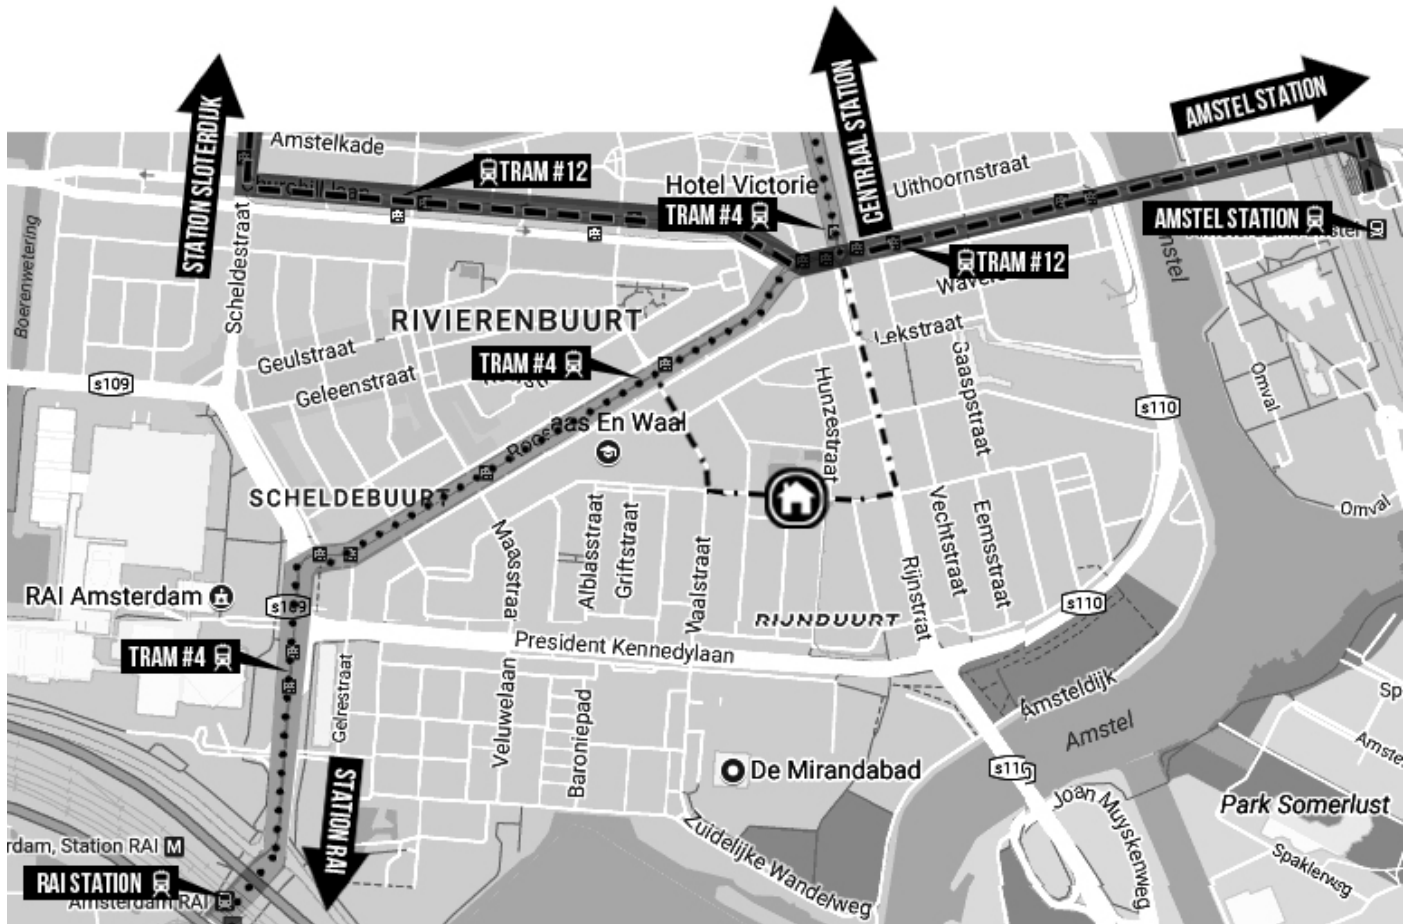 CENTRAAL STATION
AMSTEL STATION
STATION SLOTERDIJK
Amstelkade
TRAM #12
Hotel Victorie
Uithoornstraat
TRAM #4
AMSTEL STATION
Boerenwetering
Scheldestraat
TRAM #12
Amstel
RIVIERENBUURT
Lekstraat
Geulstraat
TRAM #4
Geleenstraat
s109
Hunzestraat
Gaaspstraat
Omval
s110
Maas En Waal
SCHELDEBUURT
Omval
Maasstraat
Alblasstraat
Griftstraat
Vechtstraat
Eemsstraat
Waalstraat
Rijnstraat
RAI Amsterdam
s109
s110
RIJNBUURT
President Kennedylaan
TRAM #4
Gelrestraat
Veluwelaan
Baroniepad
Amsteldijk
Amstel
De Mirandabad
STATION RAI
s110
Joan Muyskenweg
Park Somerlust
Zuidelijke Wandelweg
Spaklerweg
rdam, Station RAI M
RAI STATION
Amsterdam RAI